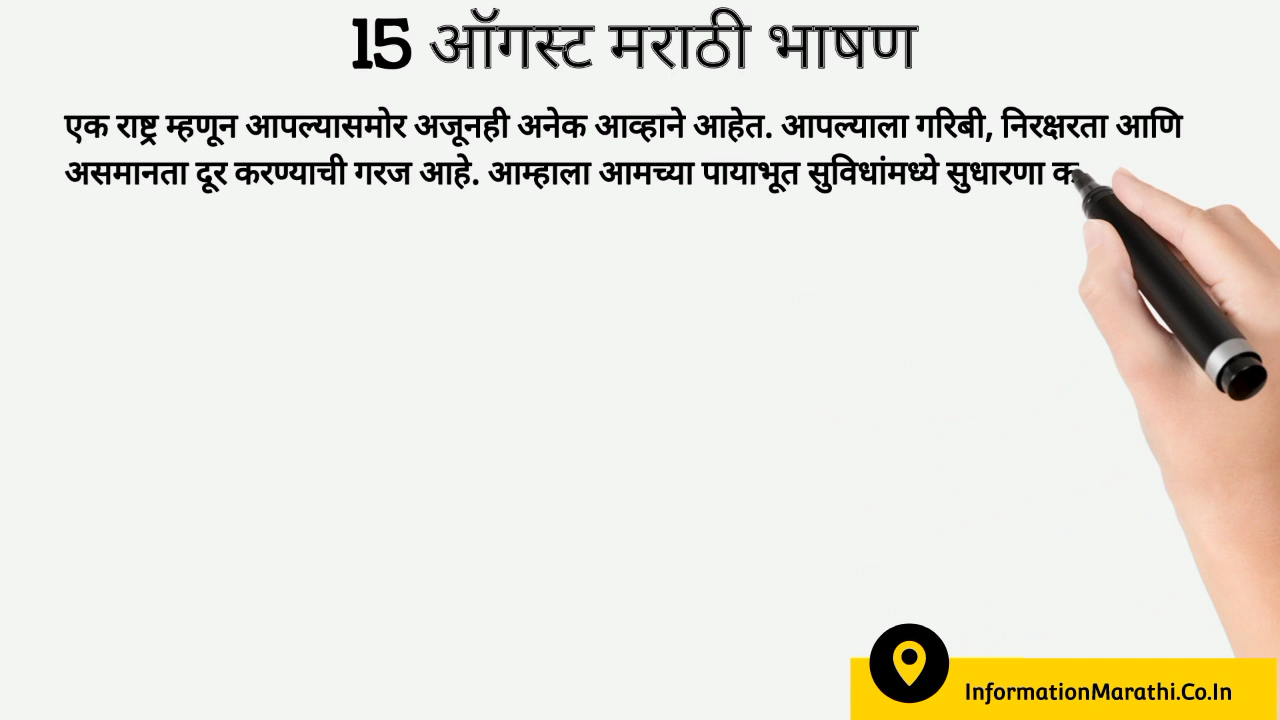 15 ऑगस्ट मराठी भाषण
एक राष्ट्र म्हणून आपल्यासमोर अजूनही अनेक आव्हाने आहेत. आपल्याला गरिबी, निरक्षरता आणि
असमानता दूर करण्याची गरज आहे. आम्हाला आमच्या पायाभूत सुविधांमध्ये सुधारणा क
InformationMarathi.Co.In